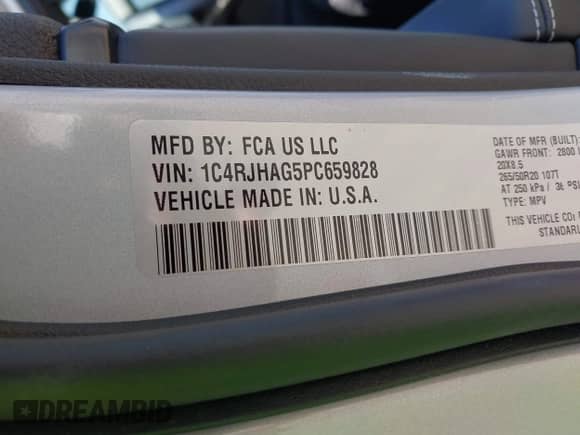 MFD BY: FCA US LLC
VIN: 1C4RJHAG5PC659828
VEHICLE MADE IN: U.S.A.
DATE OF MFR (BUILT):
GAWR FRONT: 2800
20X8.5
265/50R20 107T
AT 250 kPa / 36 PSI
TYPE: MPV
THIS VEHICLE CO
STANDAR
DREAMBID